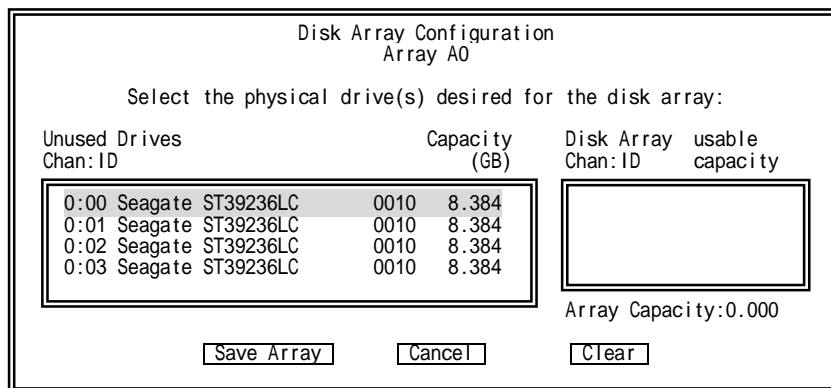 Disk Array Configuration
Array A0
Select the physical drive(s) desired for the disk array:
Unused Drives Capacity Disk Array usable
Chan:ID (GB) Chan:ID capacity
0:00 Seagate ST39236LC 0010 8.384
0:01 Seagate ST39236LC 0010 8.384
0:02 Seagate ST39236LC 0010 8.384
0:03 Seagate ST39236LC 0010 8.384
Array Capacity:0.000
Save Array Cancel Clear